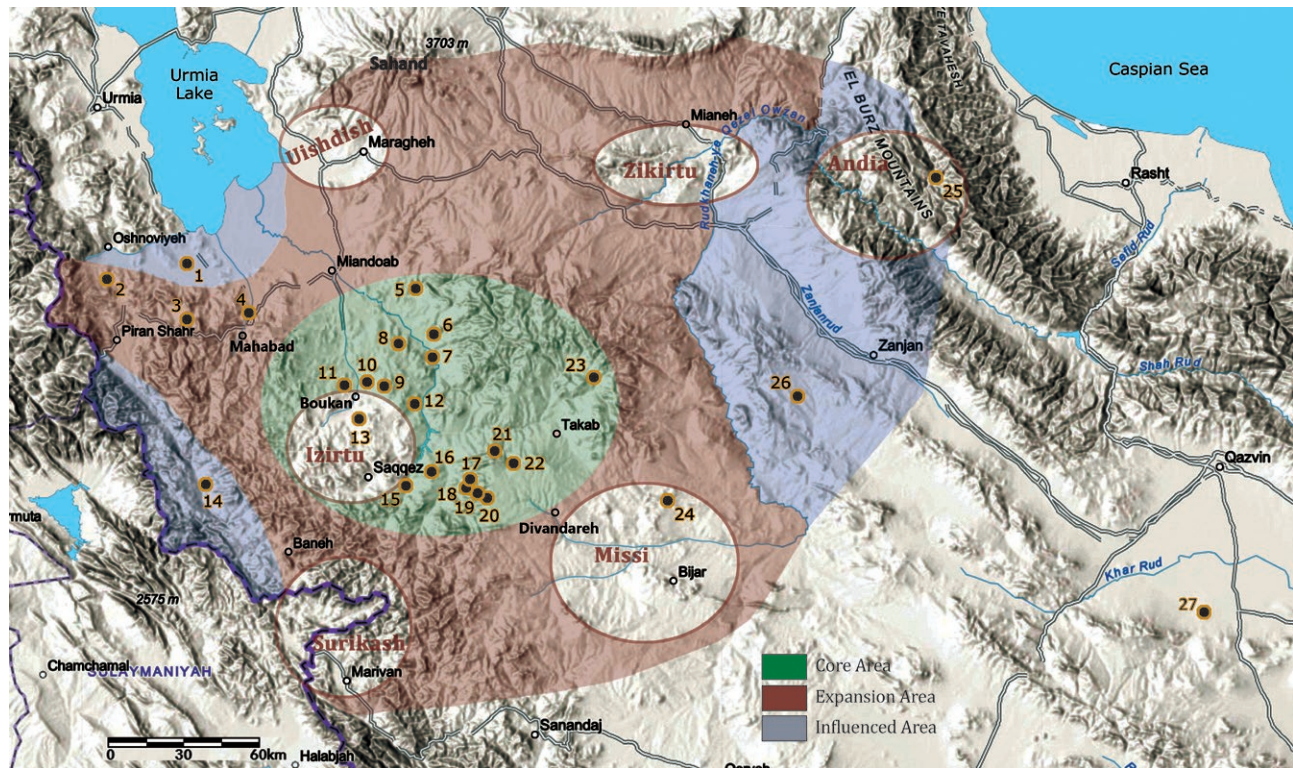 3703 m
Sahand
Urmia
Lake
Urmia
Caspian Sea
Mianeh
Rudkhaneh-ye Qezel Owzan
EL BURZ MOUNTAINS
Uishdish
Maragheh
Zikirtu
Andia
25
Rasht
Oshnoviyeh
1
2
3
4
Miandoab
5
Safid Rud
Piran Shahr
Mahabad
6
8
7
Zanjanrud
Zanjan
Shah Rud
23
10
11
9
Boukan
12
26
13
Takab
21
Izirtu
22
Saqqez
16
17
Qazvin
14
15
18
19
20
24
Divandareh
Missi
Baneh
Bijar
Khar Rud
2575 m
27
Surikash
Chamchamal
SULAYMANIYAH
Marivan
Core Area
Expansion Area
Influenced Area
Sanandaj
0 30 60km
Halabjah